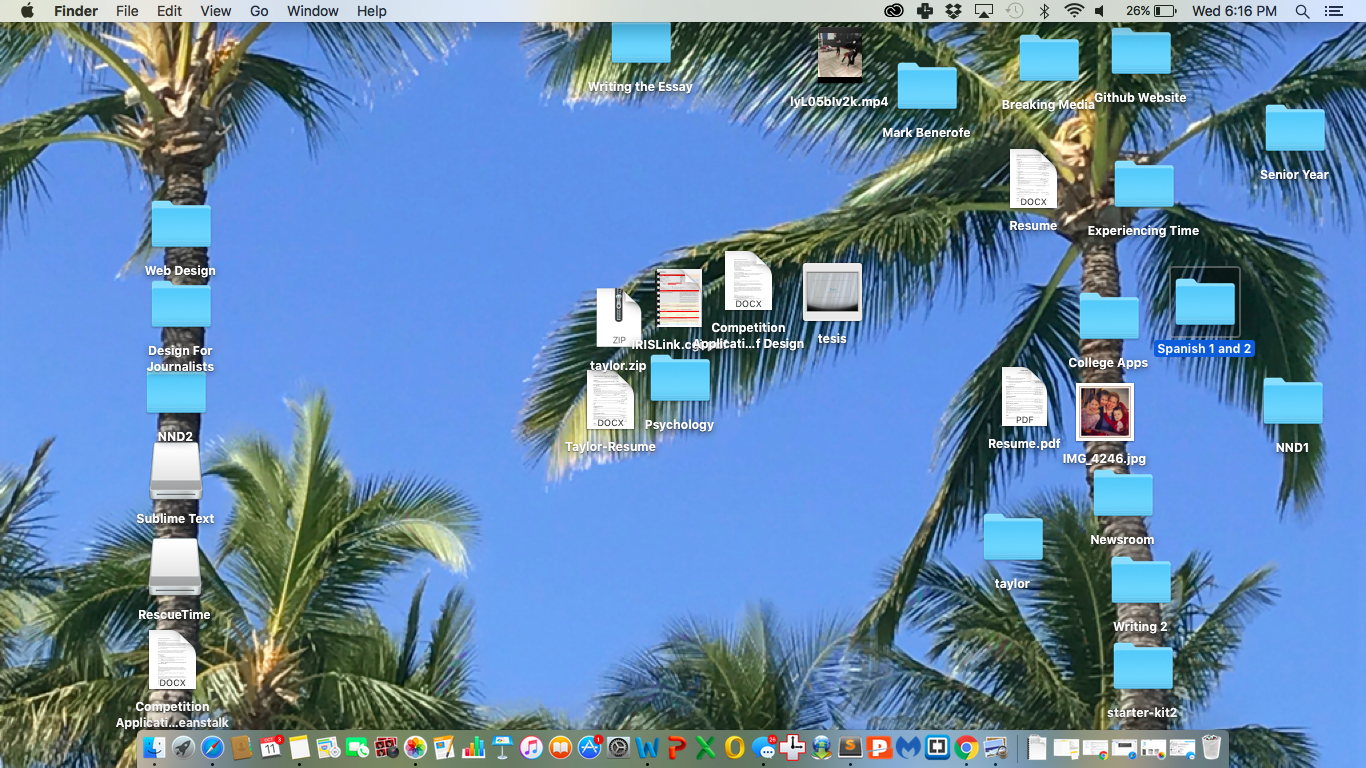 Finder File Edit View Go Window Help 26% Wed 6:16 PM
Writing the Essay
lyL05blv2k.mp4
Mark Benerofe
Breaking Media
Github Website
Senior Year
DOCX
Resume
Experiencing Time
Web Design
Design For
Journalists
NND2
Sublime Text
RescueTime
DOCX
Competition
Applicati...eanstalk
ZIP
taylor.zip
DOCX
Competition
Applicati...f Design
tesis
DOCX
Taylor-Resume
Psychology
College Apps
Spanish 1 and 2
PDF
Resume.pdf
IMG_4246.jpg
NND1
Newsroom
taylor
Writing 2
starter-kit2
OCT
11